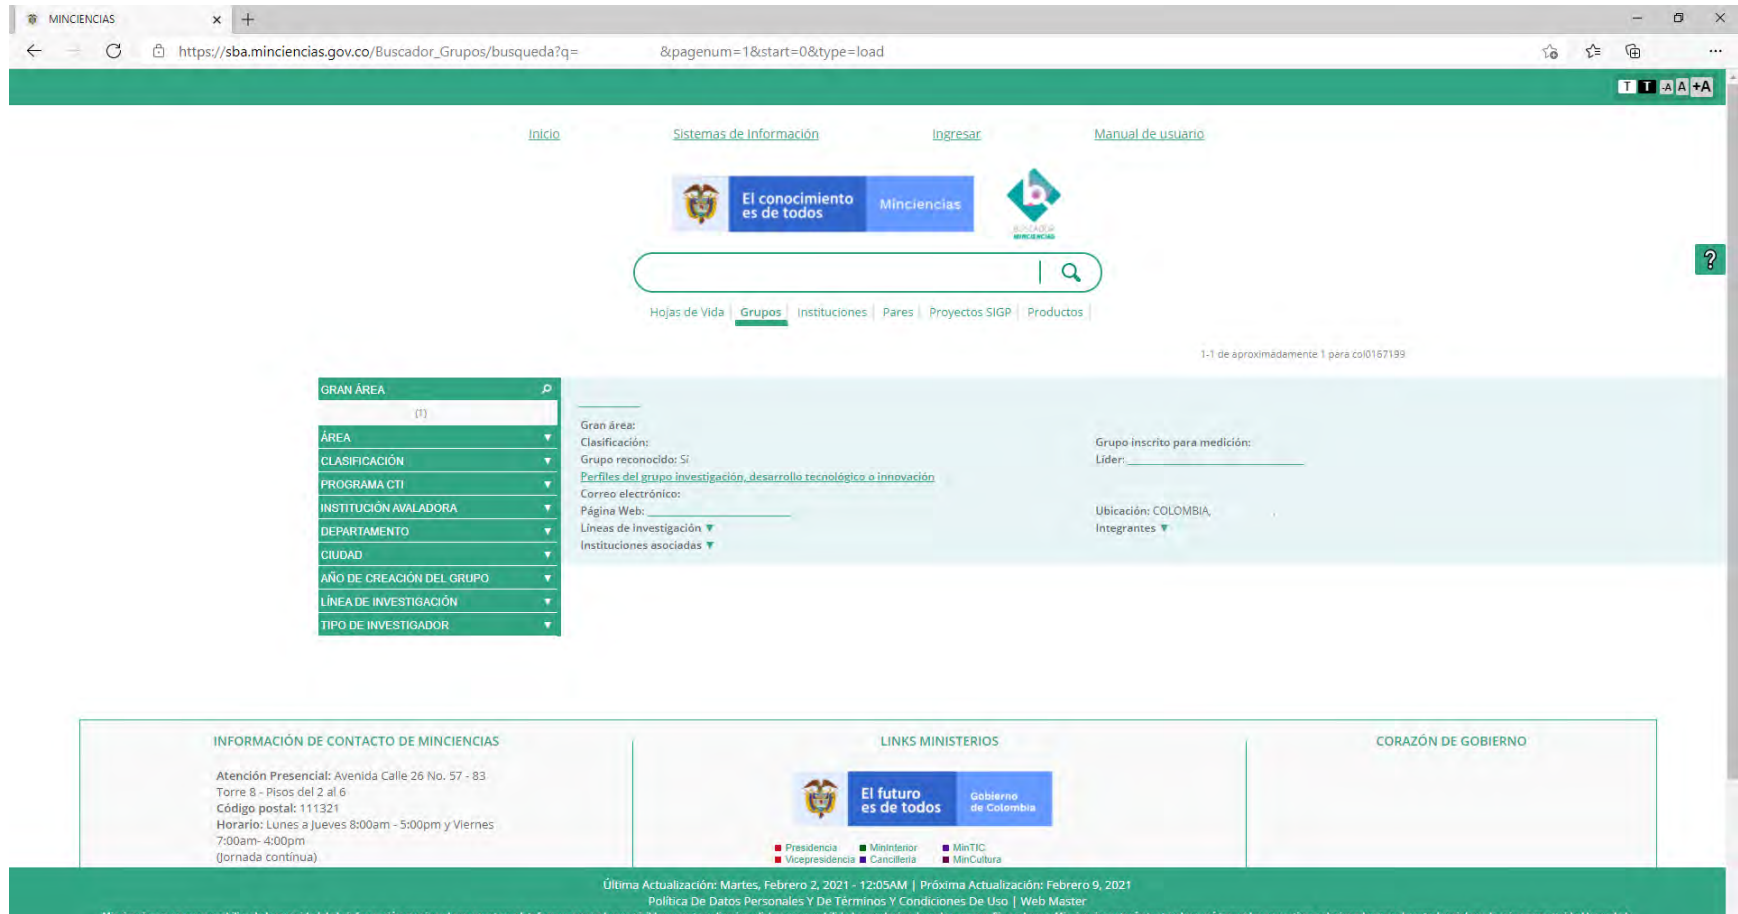 MINCIENCIAS
https://sba.minciencias.gov.co/Buscador_Grupos/busqueda?q= &pagenum=1&start=0&type=load
T T -A A +A
Inicio Sistemas de Información Ingresar Manual de usuario
El conocimiento
es de todos
Minciencias
BUSCADOR
MINCIENCIAS
?
Hojas de Vida Grupos Instituciones Pares Proyectos SIGP Productos
1-1 de aproximadamente 1 para col0167199
GRAN ÁREA
(1)
ÁREA
CLASIFICACIÓN
PROGRAMA CTI
INSTITUCIÓN AVALADORA
DEPARTAMENTO
CIUDAD
AÑO DE CREACIÓN DEL GRUPO
LÍNEA DE INVESTIGACIÓN
TIPO DE INVESTIGADOR
Gran área:
Clasificación: Grupo inscrito para medición:
Grupo reconocido: Sí Líder:
Perfiles del grupo investigación, desarrollo tecnológico o innovación
Correo electrónico:
Página Web: Ubicación: COLOMBIA, ,
Líneas de investigación ▼ Integrantes ▼
Instituciones asociadas ▼
INFORMACIÓN DE CONTACTO DE MINCIENCIAS
Atención Presencial: Avenida Calle 26 No. 57 - 83
Torre 8 - Pisos del 2 al 6
Código postal: 111321
Horario: Lunes a Jueves 8:00am - 5:00pm y Viernes
7:00am- 4:00pm
(Jornada continua)
LINKS MINISTERIOS
El futuro
es de todos
Gobierno
de Colombia
Presidencia Mininterior MinTIC
Vicepresidencia Cancillería MinCultura
CORAZÓN DE GOBIERNO
Última Actualización: Martes, Febrero 2, 2021 - 12:05AM | Próxima Actualización: Febrero 9, 2021
Política De Datos Personales Y De Términos Y Condiciones De Uso | Web Master